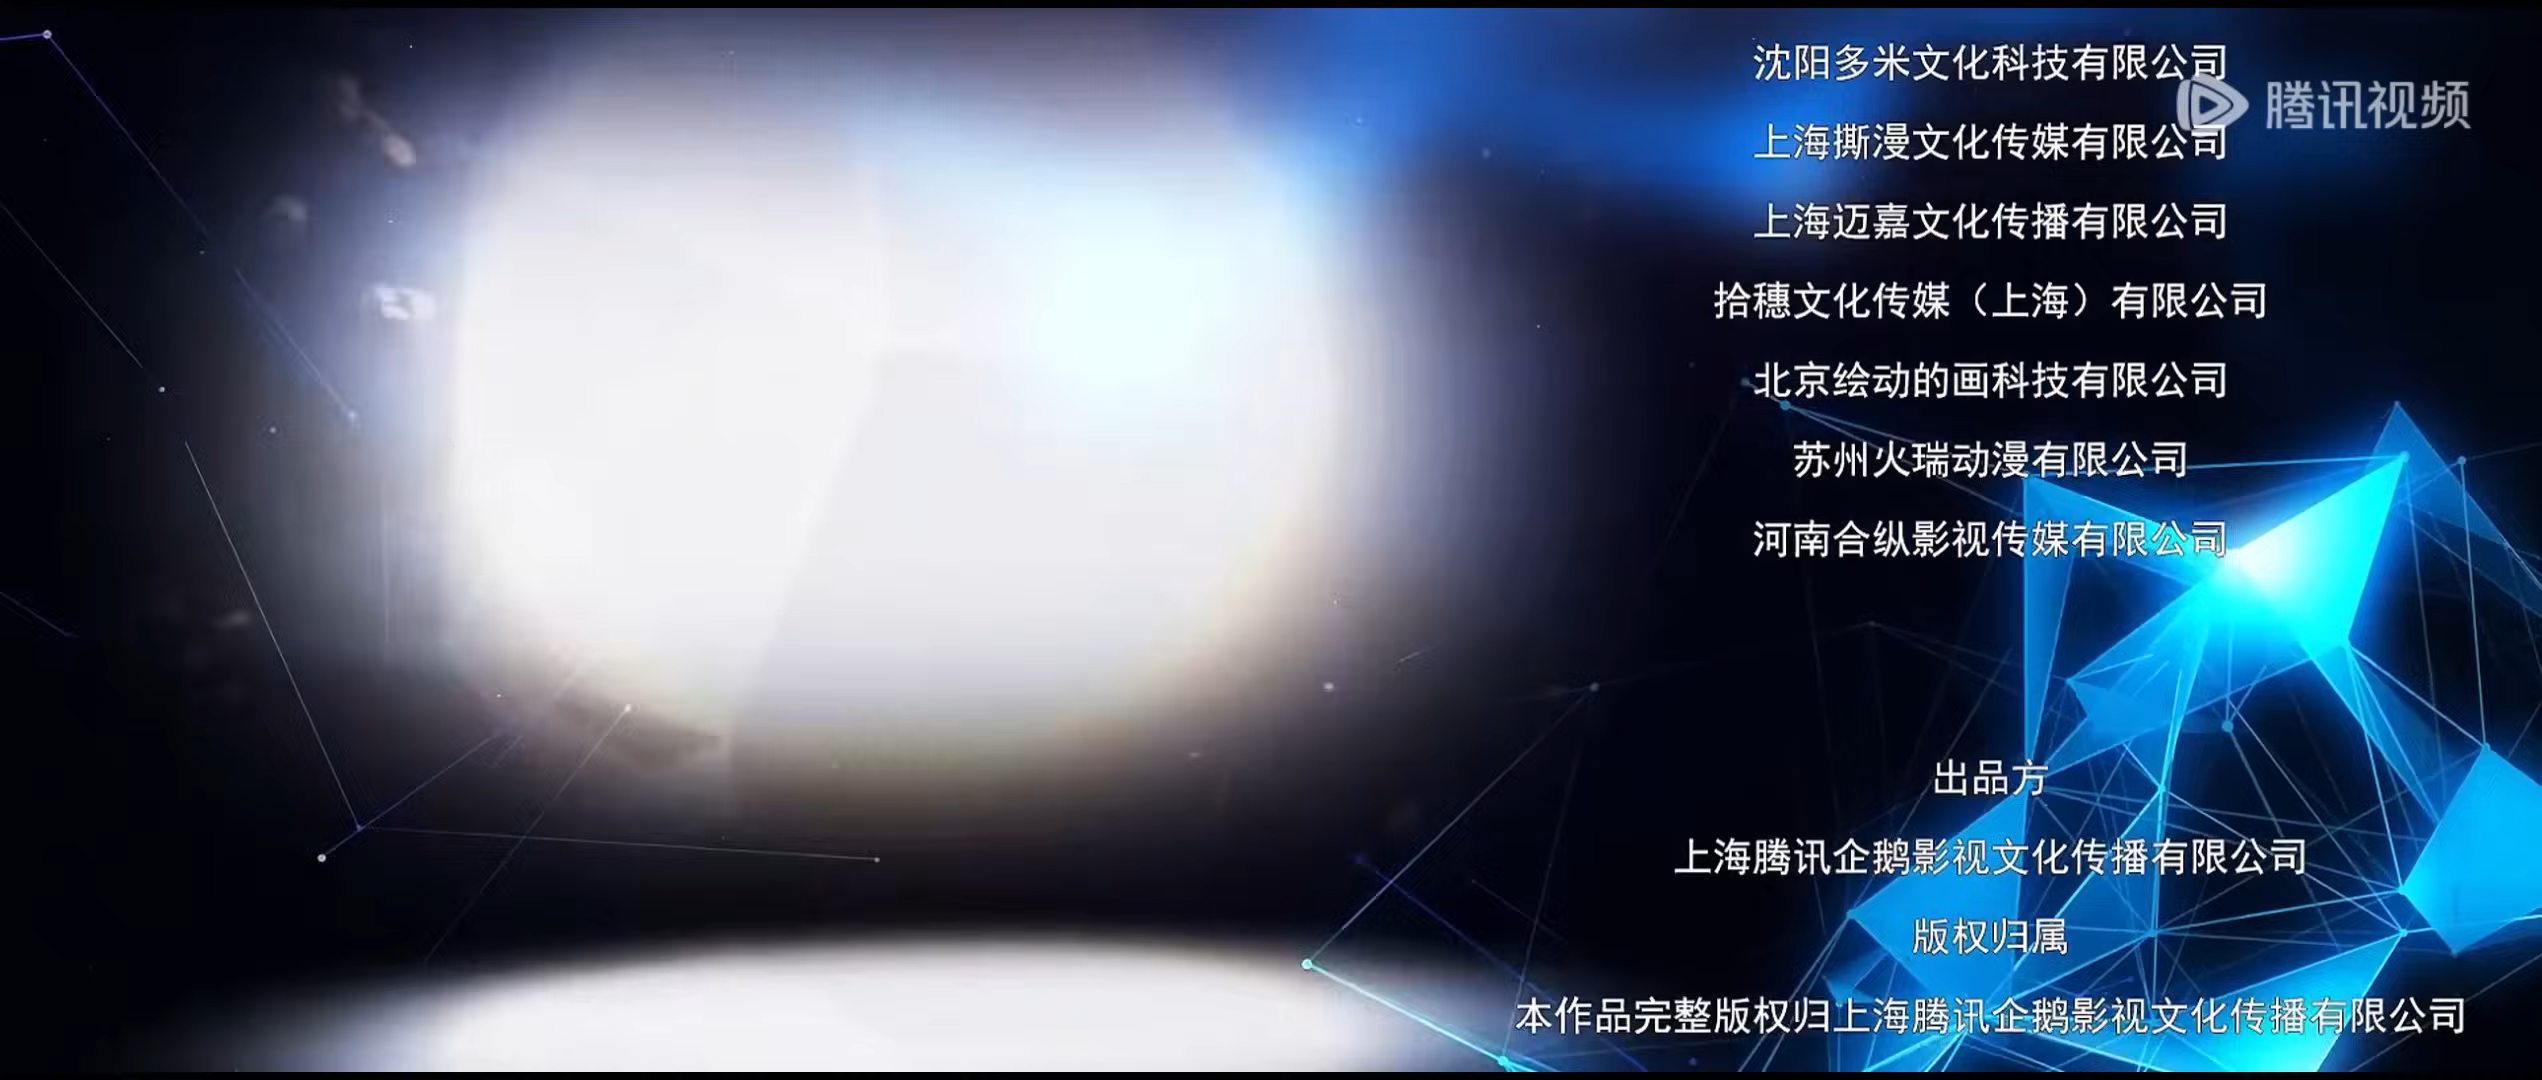 沈阳多米文化科技有限公司
腾讯视频
上海撕漫文化传媒有限公司
上海迈嘉文化传播有限公司
拾穗文化传媒（上海）有限公司
北京绘动的画科技有限公司
苏州火瑞动漫有限公司
河南合纵影视传媒有限公司
出品方
上海腾讯企鹅影视文化传播有限公司
版权归属
本作品完整版权归上海腾讯企鹅影视文化传播有限公司